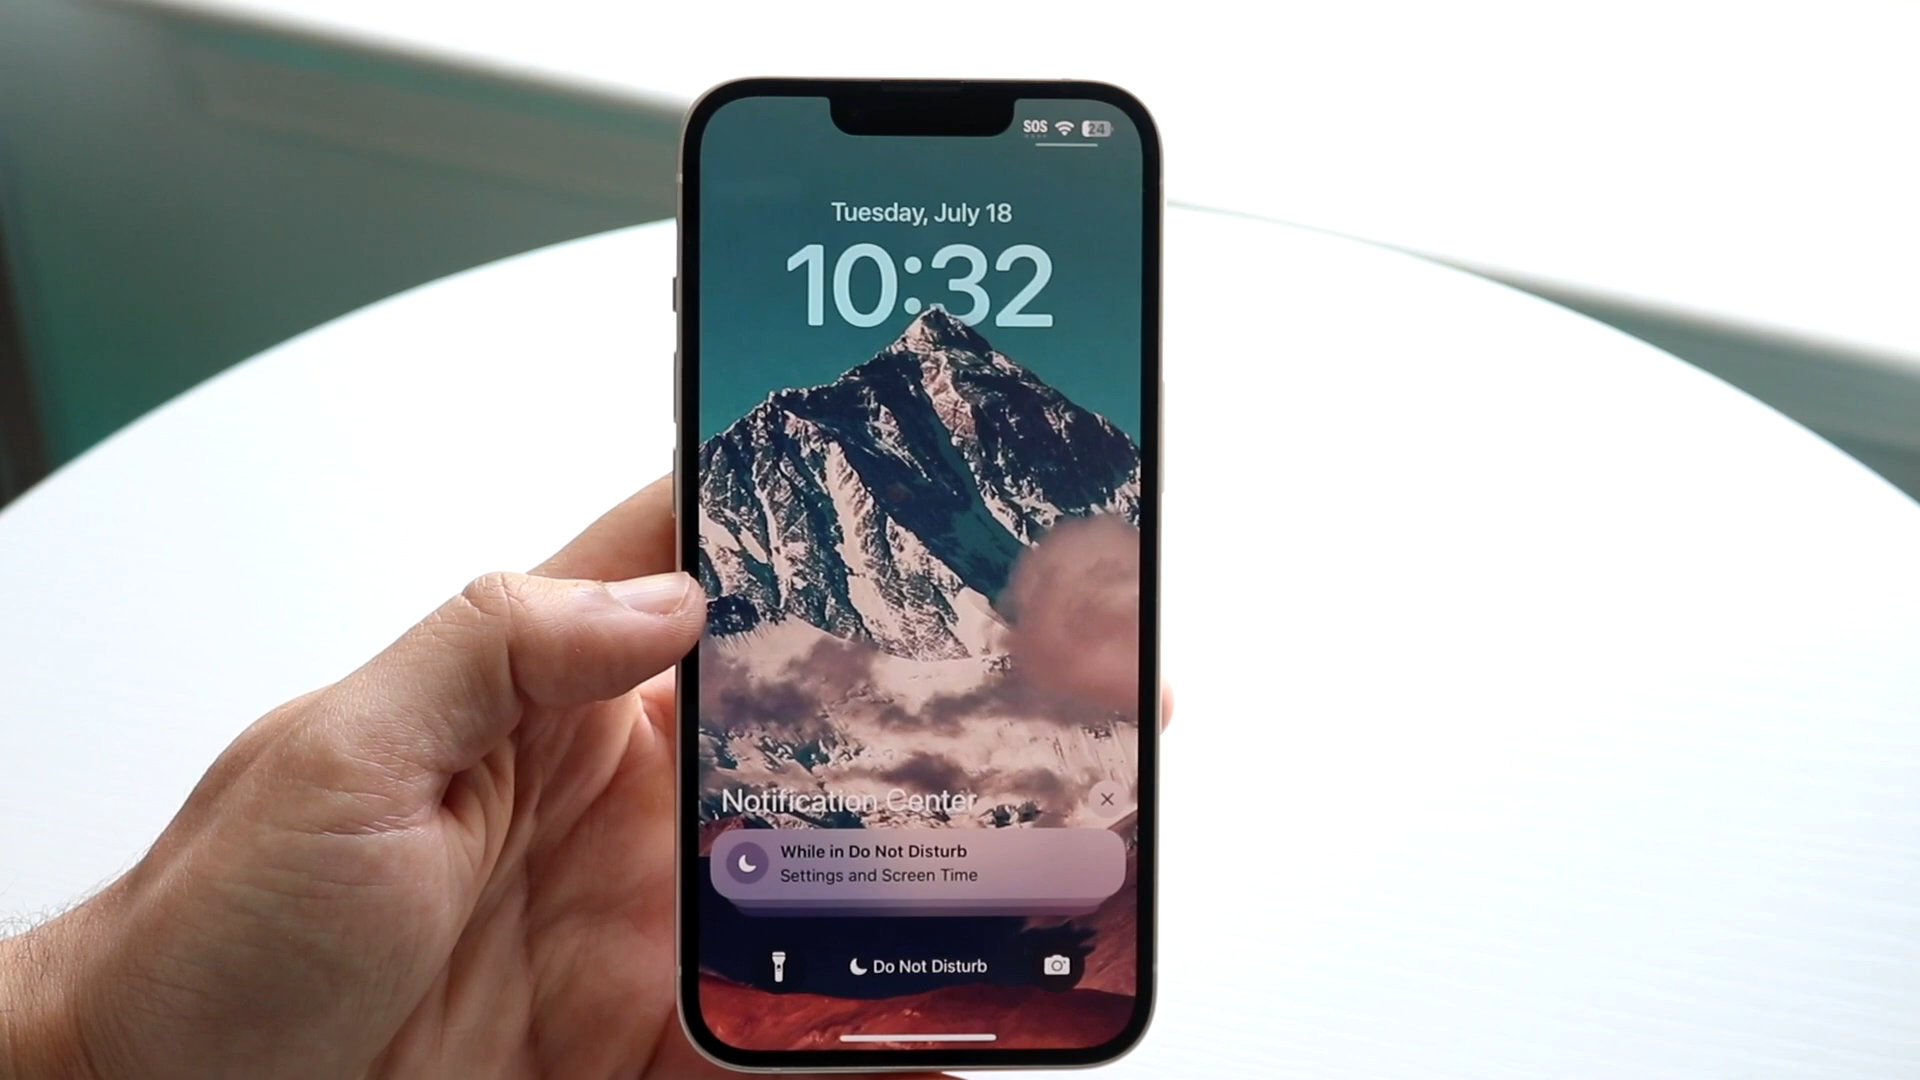 SOS 24
Tuesday, July 18
10:32
Notification Center
While in Do Not Disturb
Settings and Screen Time
Do Not Disturb